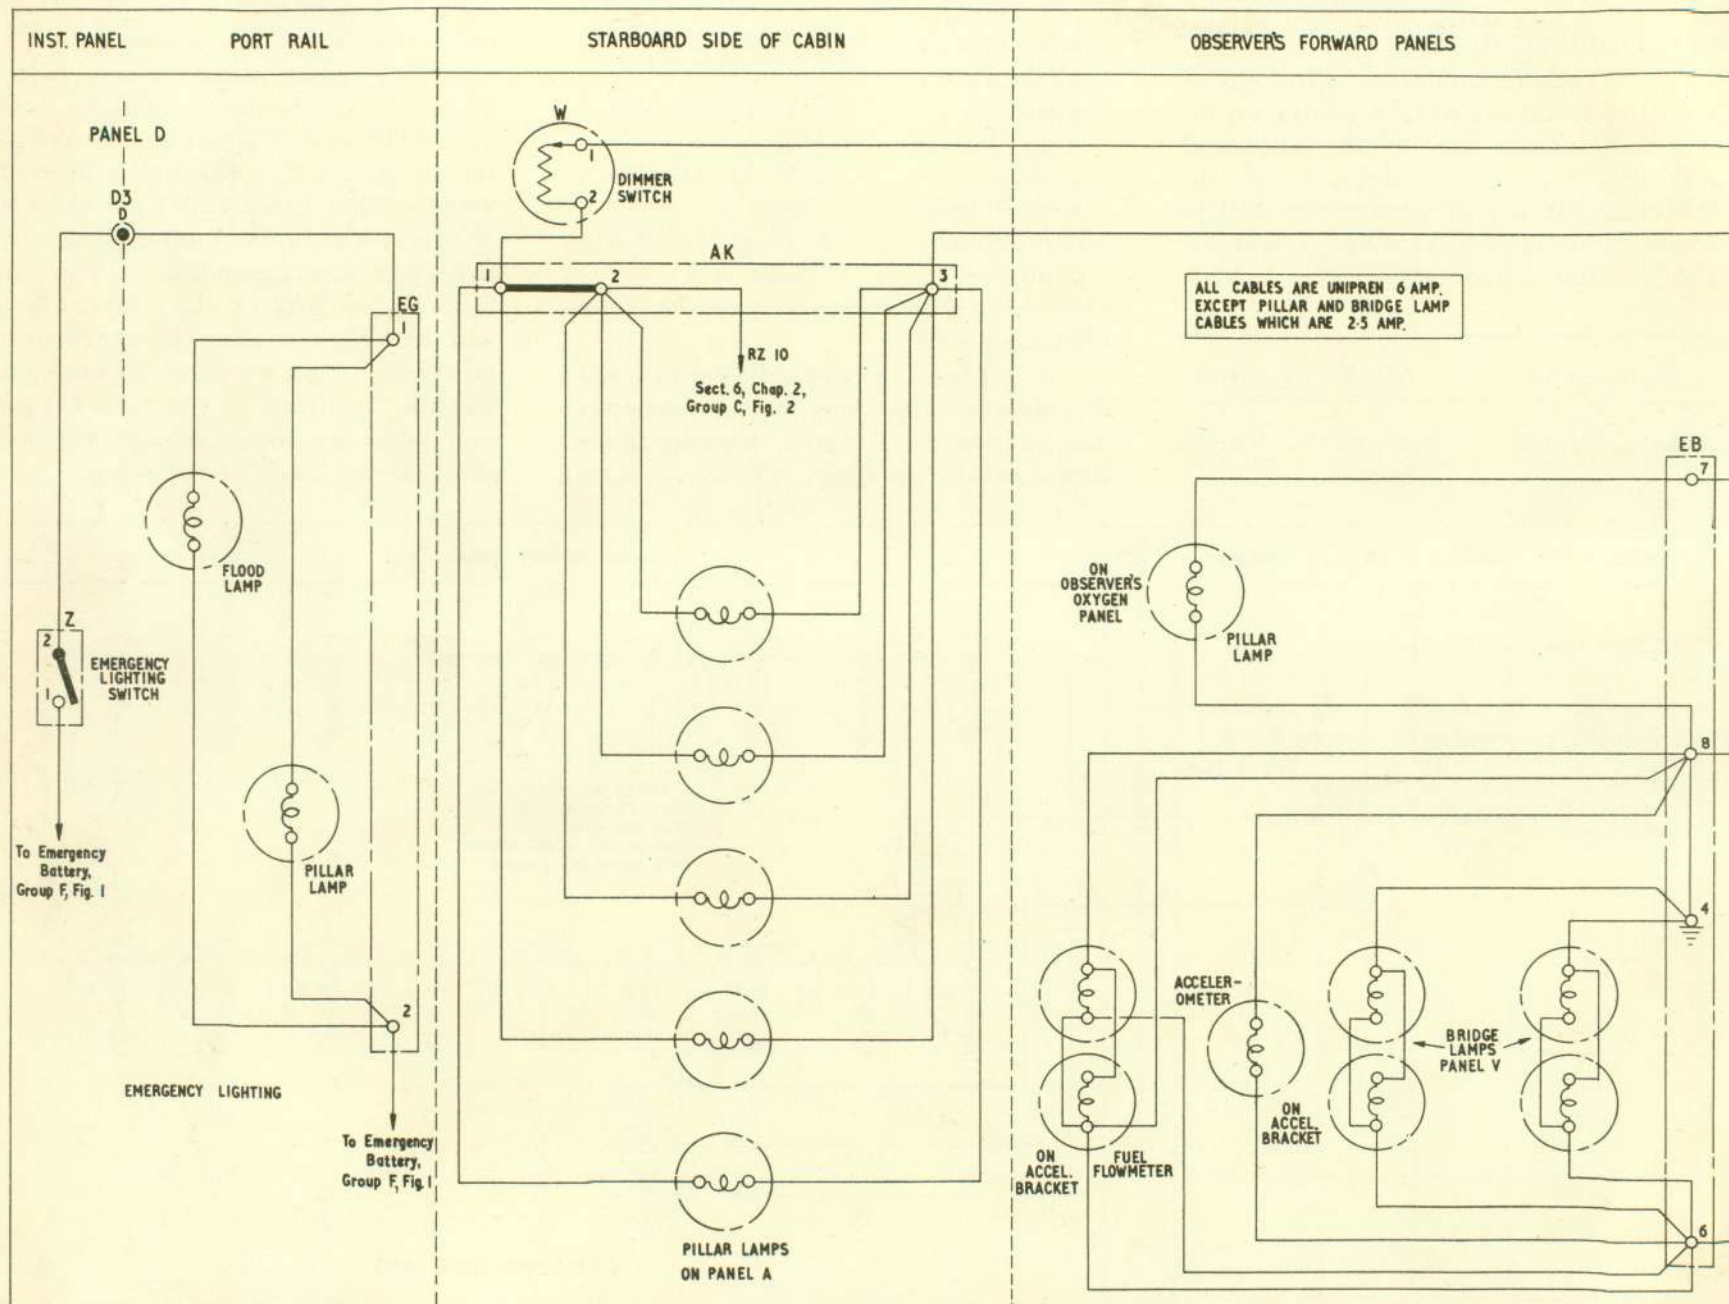 INST. PANEL
PORT RAIL
STARBOARD SIDE OF CABIN
OBSERVER'S FORWARD PANELS
PANEL D
D3
D
EG
1
FLOOD
LAMP
Z
2
1
EMERGENCY
LIGHTING
SWITCH
To Emergency
Battery,
Group F, Fig. 1
PILLAR
LAMP
2
EMERGENCY LIGHTING
To Emergency
Battery,
Group F, Fig. 1
W
1
2
DIMMER
SWITCH
AK
1
2
3
RZ 10
Sect. 6, Chap. 2,
Group C, Fig. 2
PILLAR LAMPS
ON PANEL A
ALL CABLES ARE UNIPREN 6 AMP.
EXCEPT PILLAR AND BRIDGE LAMP
CABLES WHICH ARE 2·5 AMP.
EB
7
ON
OBSERVER'S
OXYGEN
PANEL
PILLAR
LAMP
8
4
ACCELER-
OMETER
BRIDGE
LAMPS
PANEL V
ON
ACCEL.
BRACKET
FUEL
FLOWMETER
ON
ACCEL.
BRACKET
6